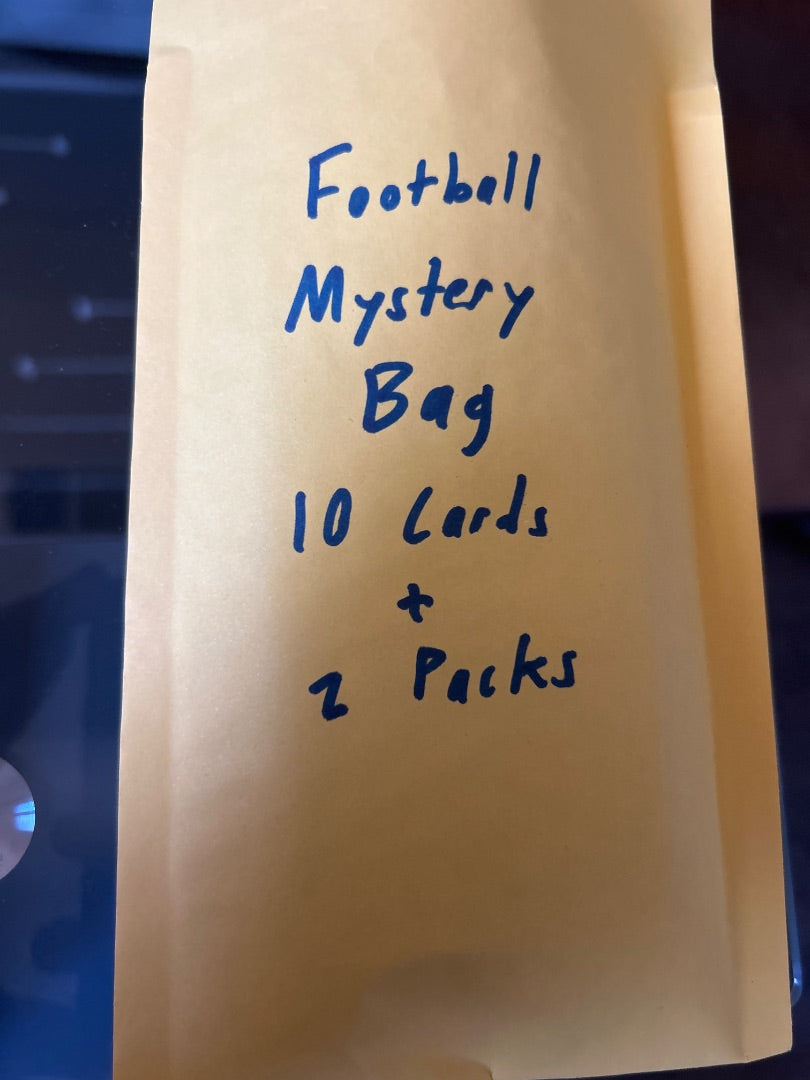 Football
Mystery
Bag
10 Cards
+
2 Packs